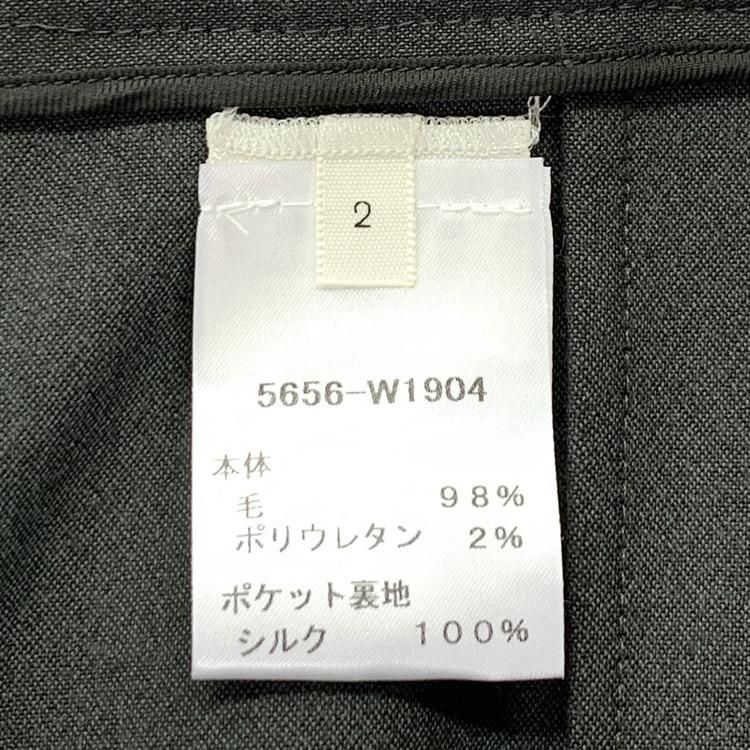 2
5656-W1904
本体
毛 98%
ポリウレタン 2%
ポケット裏地
シルク 100%